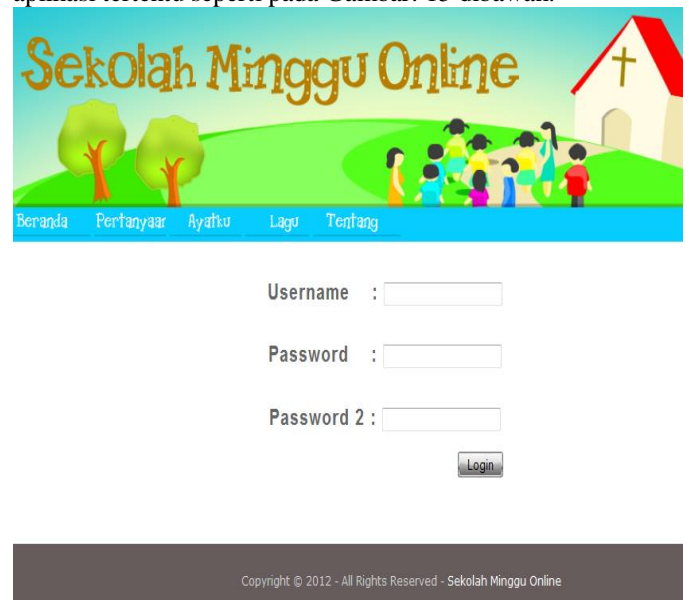 aplikasi tertentu seperti pada Gambar. 15 dibawah.
Sekolah Minggu Online
Beranda Pertanyaar Ayatku Lagu Tentang
Username :
Password :
Password 2 :
Login
Copyright © 2012 - All Rights Reserved - Sekolah Minggu Online